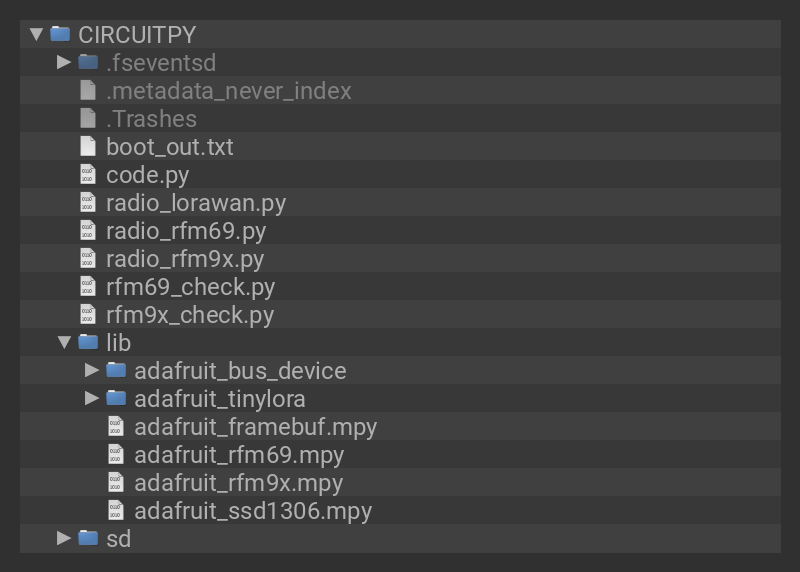 CIRCUITPY
.fseventsd
.metadata_never_index
.Trashes
boot_out.txt
code.py
radio_lorawan.py
radio_rfm69.py
radio_rfm9x.py
rfm69_check.py
rfm9x_check.py
lib
adafruit_bus_device
adafruit_tinylora
adafruit_framebuf.mpy
adafruit_rfm69.mpy
adafruit_rfm9x.mpy
adafruit_ssd1306.mpy
sd